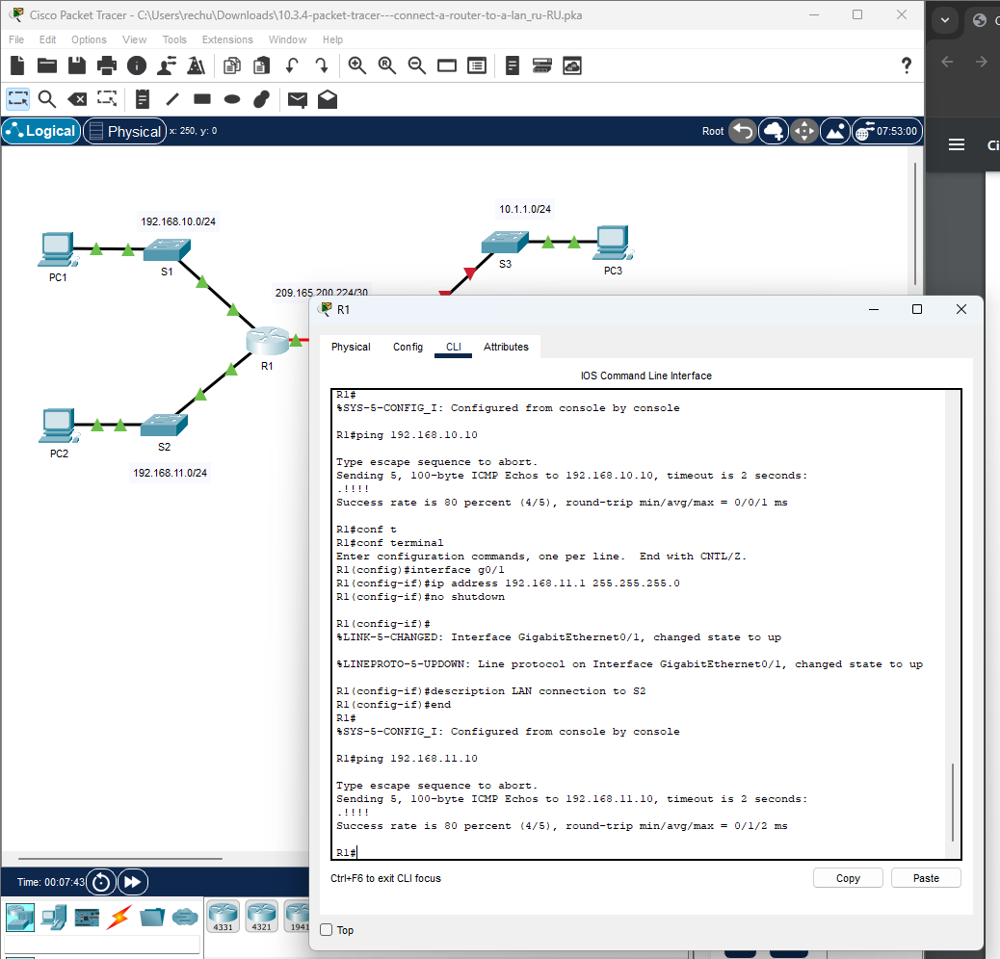 Cisco Packet Tracer - C:\Users\rechu\Downloads\10.3.4-packet-tracer---connect-a-router-to-a-lan_ru-RU.pka
File Edit Options View Tools Extensions Window Help
Logical Physical x: 250, y: 0 Root 07:53:00
Ci
192.168.10.0/24
10.1.1.0/24
PC1
S1
S3
PC3
209.165.200.224/30
R1
PC2
S2
192.168.11.0/24
R1
Physical Config CLI Attributes
IOS Command Line Interface
R1#
%SYS-5-CONFIG_I: Configured from console by console
R1#ping 192.168.10.10
Type escape sequence to abort.
Sending 5, 100-byte ICMP Echos to 192.168.10.10, timeout is 2 seconds:
.!!!!
Success rate is 80 percent (4/5), round-trip min/avg/max = 0/0/1 ms
R1#conf t
R1#conf terminal
Enter configuration commands, one per line.  End with CNTL/Z.
R1(config)#interface g0/1
R1(config-if)#ip address 192.168.11.1 255.255.255.0
R1(config-if)#no shutdown
R1(config-if)#
%LINK-5-CHANGED: Interface GigabitEthernet0/1, changed state to up
%LINEPROTO-5-UPDOWN: Line protocol on Interface GigabitEthernet0/1, changed state to up
R1(config-if)#description LAN connection to S2
R1(config-if)#end
R1#
%SYS-5-CONFIG_I: Configured from console by console
R1#ping 192.168.11.10
Type escape sequence to abort.
Sending 5, 100-byte ICMP Echos to 192.168.11.10, timeout is 2 seconds:
.!!!!
Success rate is 80 percent (4/5), round-trip min/avg/max = 0/1/2 ms
R1#
Ctrl+F6 to exit CLI focus
Copy Paste
Top
Time: 00:07:43
4331 4321 1941